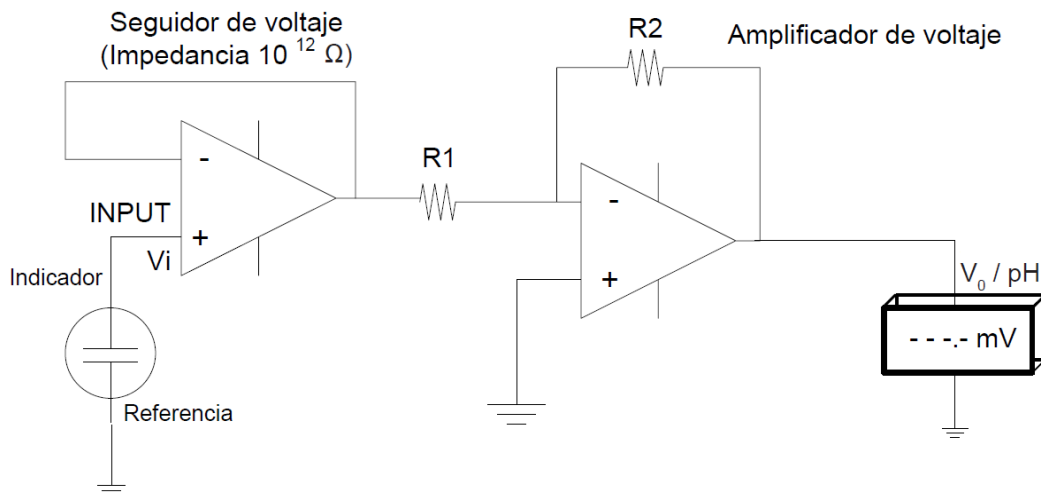 Seguidor de voltaje
(Impedancia 10 ¹² Ω)
R2
Amplificador de voltaje
R1
-
-
INPUT
+
Vi
+
Indicador
V₀ / pH
- - -.- mV
Referencia